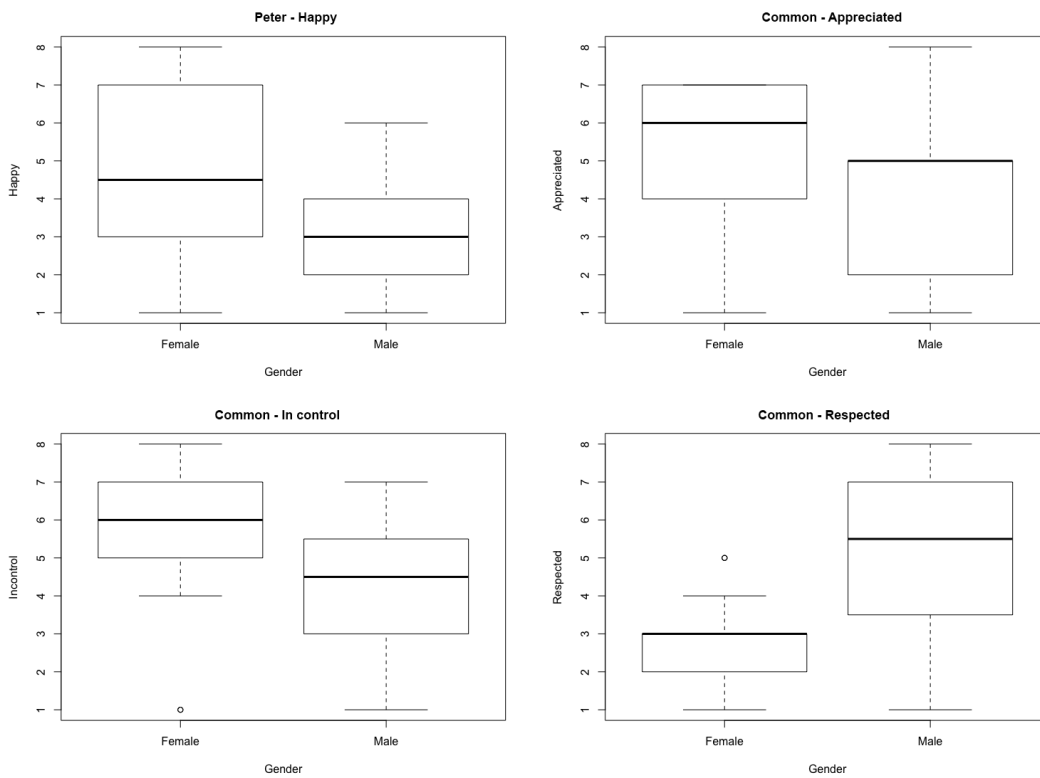 Peter - Happy
Happy
8
7
6
5
4
3
2
1
Female
Male
Gender
Common - Appreciated
Appreciated
8
7
6
5
4
3
2
1
Female
Male
Gender
Common - In control
Incontrol
8
7
6
5
4
3
2
1
Female
Male
Gender
Common - Respected
Respected
8
7
6
5
4
3
2
1
Female
Male
Gender